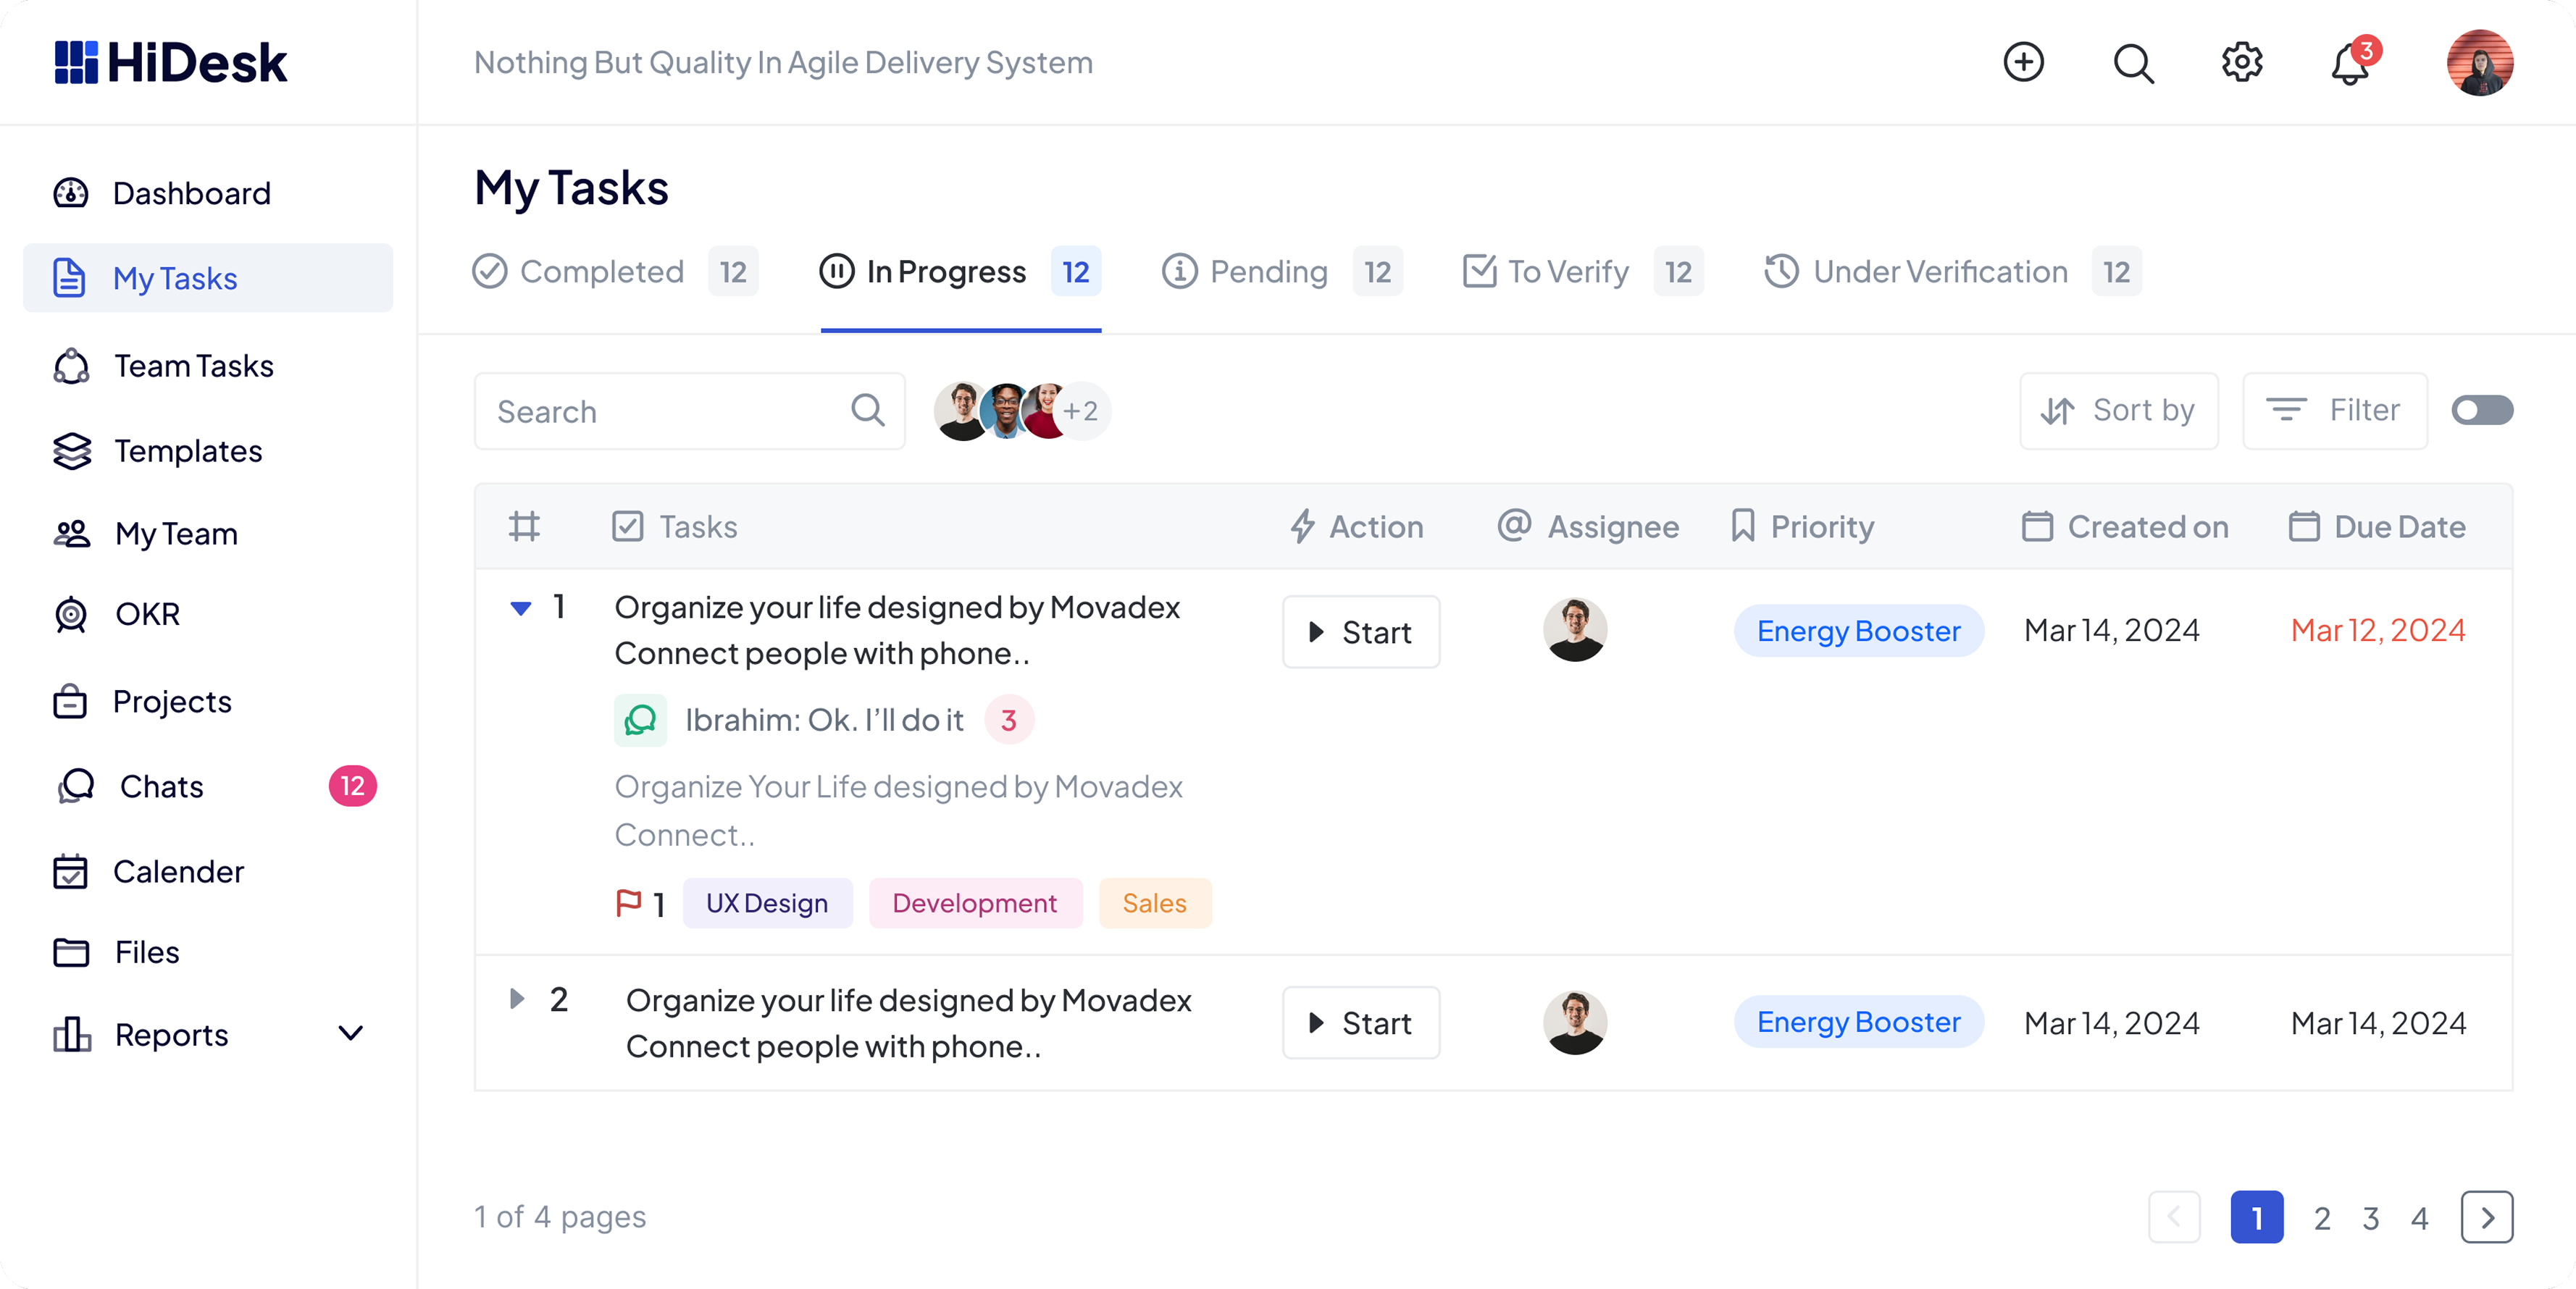 HiDesk
Nothing But Quality In Agile Delivery System
3
Dashboard
My Tasks
Team Tasks
Templates
My Team
OKR
Projects
Chats 12
Calender
Files
Reports
My Tasks
Completed 12
In Progress 12
Pending 12
To Verify 12
Under Verification 12
Search
+2
Sort by
Filter
# Tasks Action @ Assignee Priority Created on Due Date
1 Organize your life designed by Movadex
Connect people with phone..
Start
Energy Booster
Mar 14, 2024
Mar 12, 2024
Ibrahim: Ok. I’ll do it 3
Organize Your Life designed by Movadex
Connect..
1 UX Design Development Sales
2 Organize your life designed by Movadex
Connect people with phone..
Start
Energy Booster
Mar 14, 2024
Mar 14, 2024
1 of 4 pages
1 2 3 4